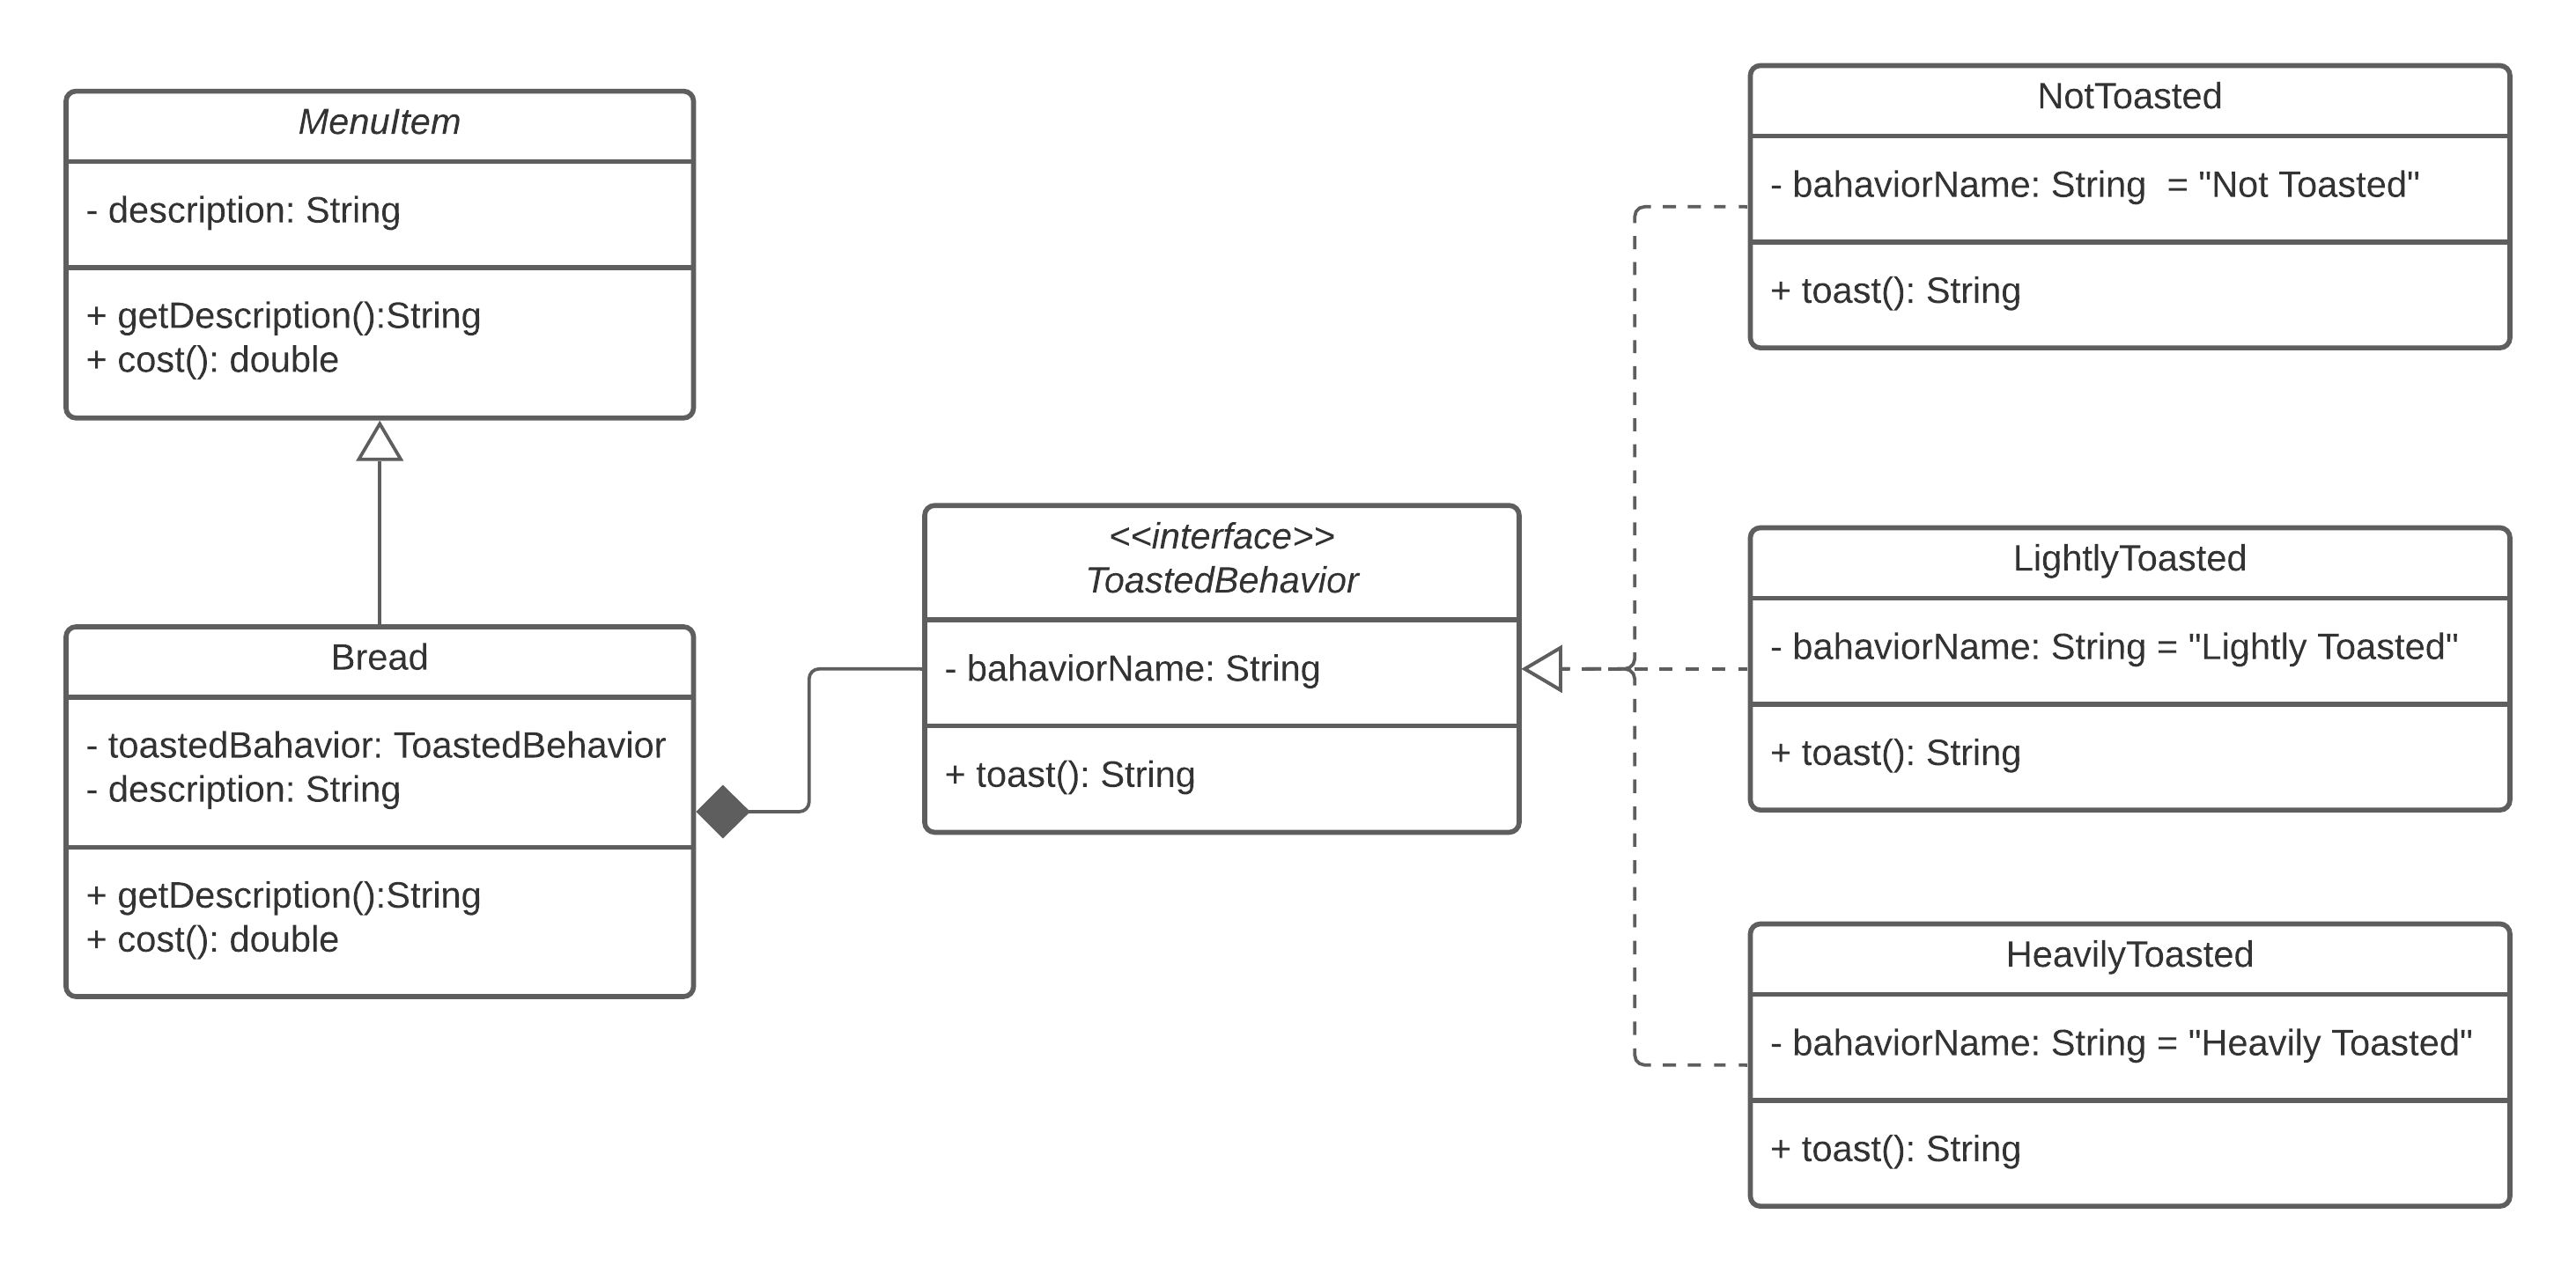 MenuItem
- description: String
+ getDescription():String
+ cost(): double
Bread
- toastedBahavior: ToastedBehavior
- description: String
+ getDescription():String
+ cost(): double
<<interface>>
ToastedBehavior
- bahaviorName: String
+ toast(): String
NotToasted
- bahaviorName: String  = "Not Toasted"
+ toast(): String
LightlyToasted
- bahaviorName: String = "Lightly Toasted"
+ toast(): String
HeavilyToasted
- bahaviorName: String = "Heavily Toasted"
+ toast(): String